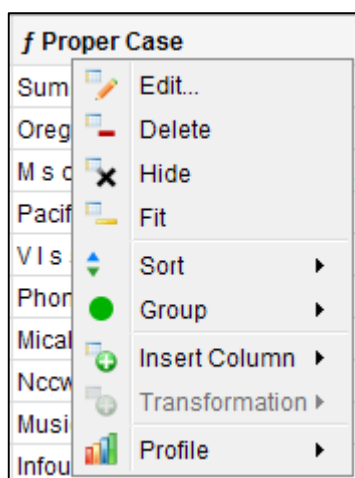 ƒ Proper Case
Sum
Edit...
Oreg
Delete
M s c
Hide
Pacif
Fit
V I s
Sort
Phon
Group
Mical
Insert Column
Nccw
Transformation
Musi
Profile
Infou